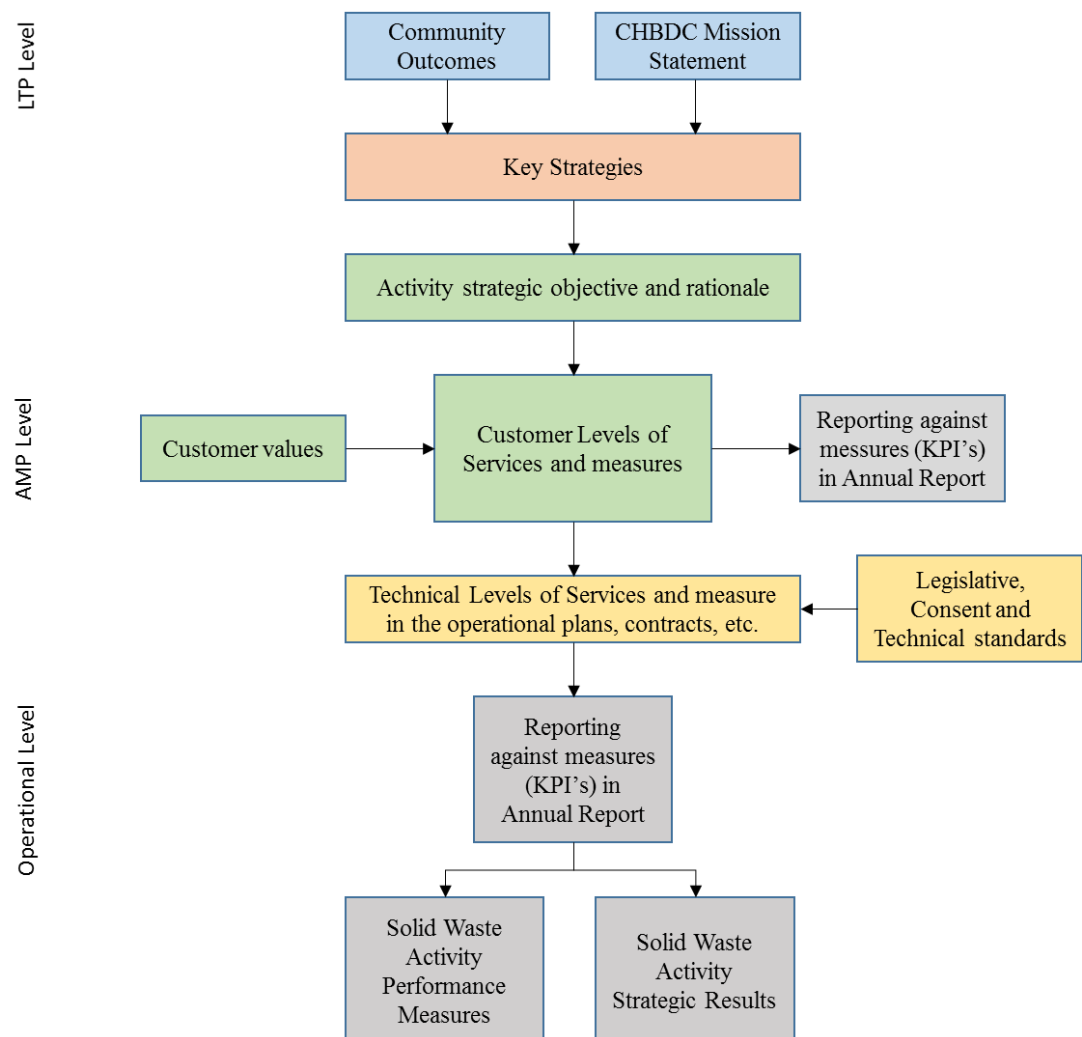 LTP Level
Community
Outcomes
CHBDC Mission
Statement
Key Strategies
Activity strategic objective and rationale
AMP Level
Customer values
Customer Levels of
Services and measures
Reporting against
messures (KPI's)
in Annual Report
Technical Levels of Services and measure
in the operational plans, contracts, etc.
Legislative,
Consent and
Technical standards
Operational Level
Reporting
against measures
(KPI’s) in
Annual Report
Solid Waste
Activity
Performance
Measures
Solid Waste
Activity
Strategic Results